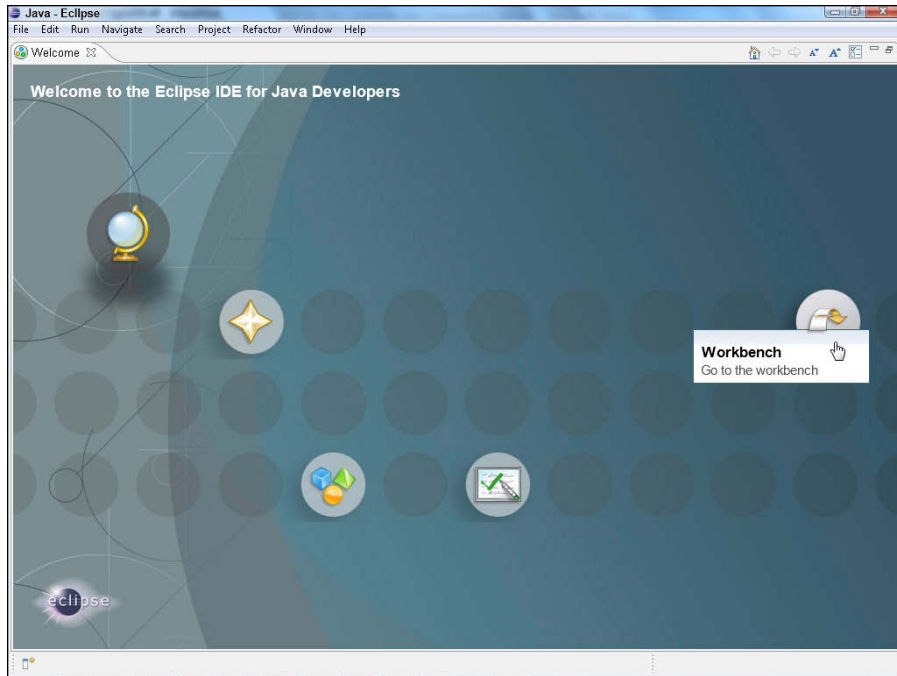 Java - Eclipse
File Edit Run Navigate Search Project Refactor Window Help
Welcome
Welcome to the Eclipse IDE for Java Developers
Workbench
Go to the workbench
eclipse